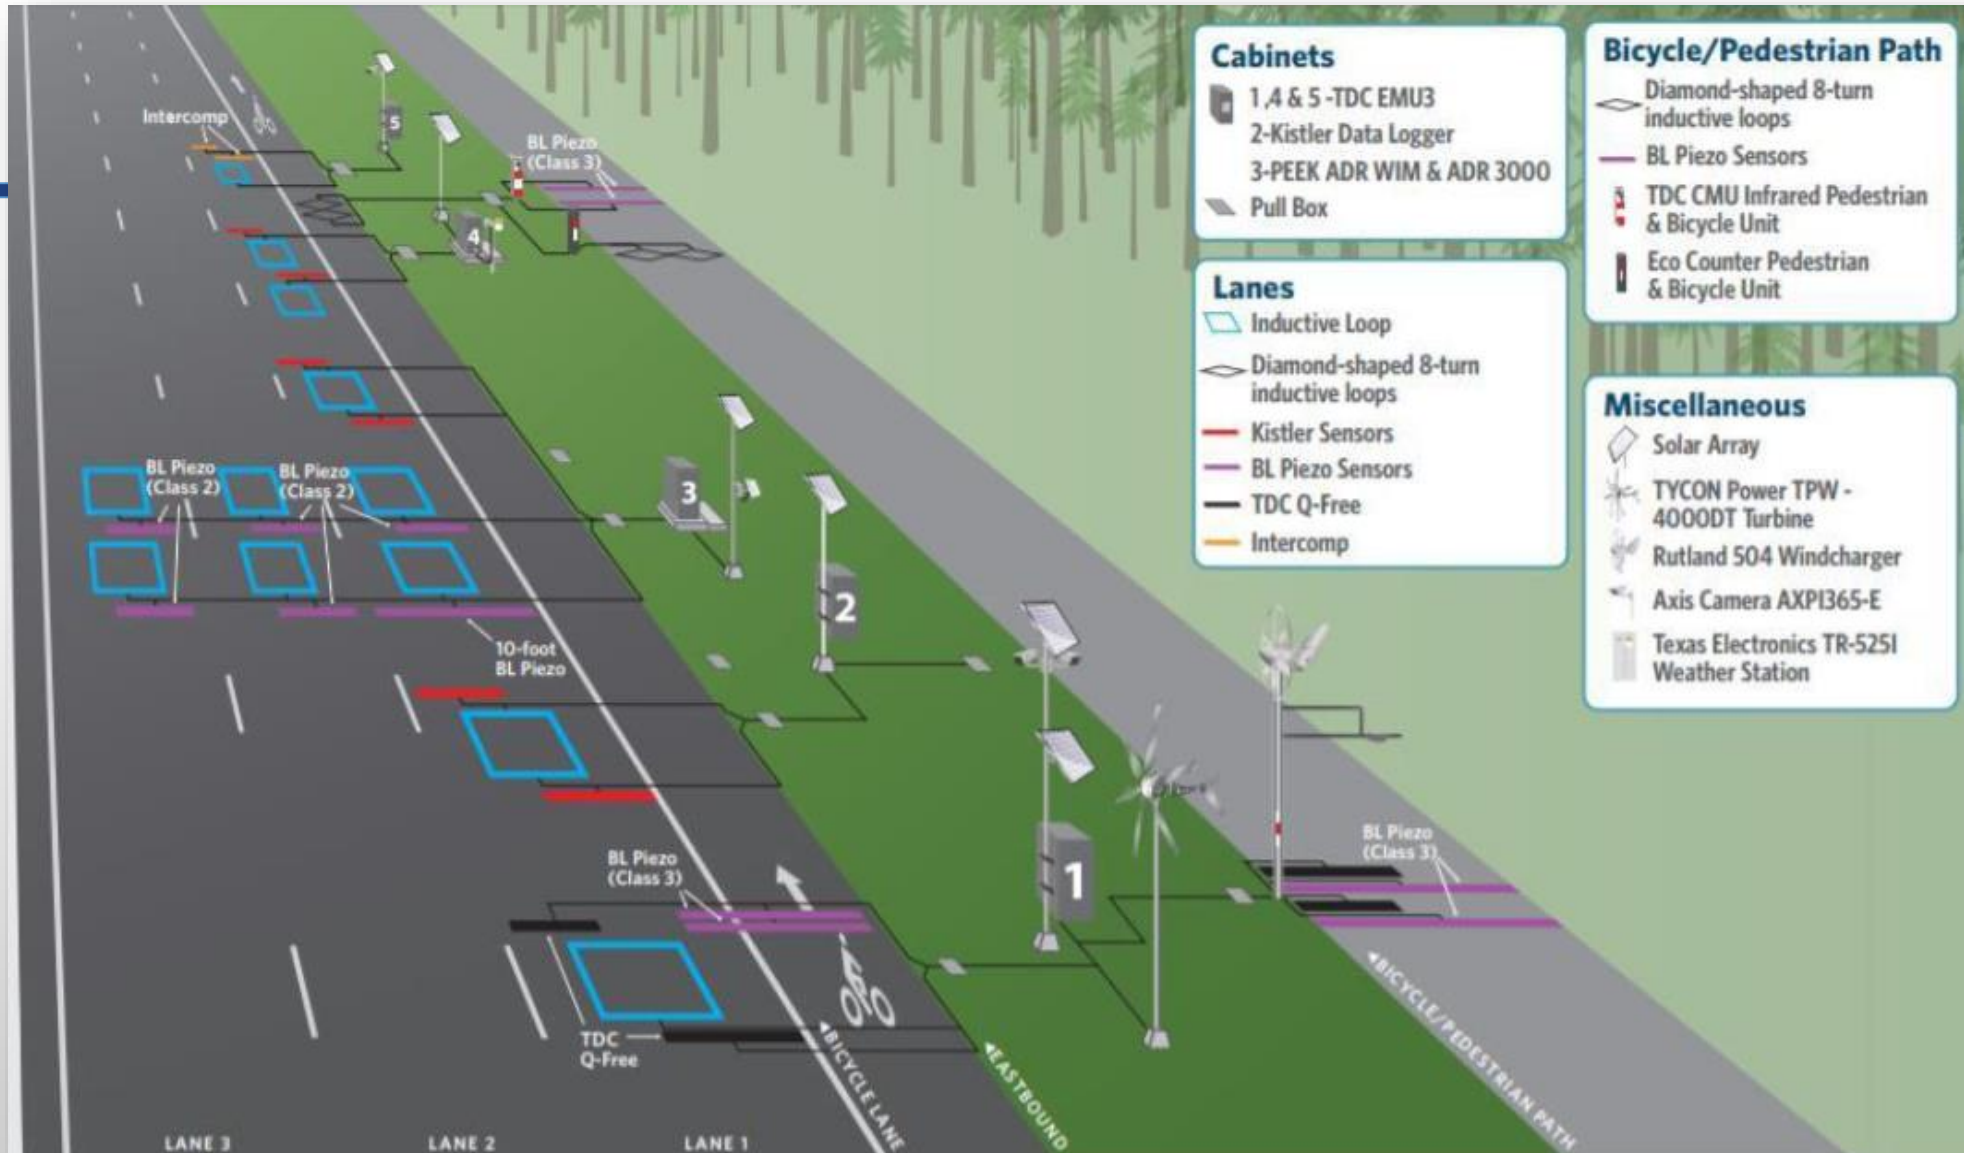 Intercomp
5
BL Piezo
(Class 3)
4
BL Piezo
(Class 2)
BL Piezo
(Class 2)
3
2
10-foot
BL Piezo
BL Piezo
(Class 3)
1
BL Piezo
(Class 3)
TDC
Q-Free
LANE 3
LANE 2
LANE 1
BICYCLE LANE
EASTBOUND
BICYCLE/PEDESTRIAN PATH
Cabinets
1,4 & 5 -TDC EMU3
2-Kistler Data Logger
3-PEEK ADR WIM & ADR 3000
Pull Box
Lanes
Inductive Loop
Diamond-shaped 8-turn
inductive loops
Kistler Sensors
BL Piezo Sensors
TDC Q-Free
Intercomp
Bicycle/Pedestrian Path
Diamond-shaped 8-turn
inductive loops
BL Piezo Sensors
TDC CMU Infrared Pedestrian
& Bicycle Unit
Eco Counter Pedestrian
& Bicycle Unit
Miscellaneous
Solar Array
TYCON Power TPW -
4000DT Turbine
Rutland 504 Windcharger
Axis Camera AXPI365-E
Texas Electronics TR-525I
Weather Station